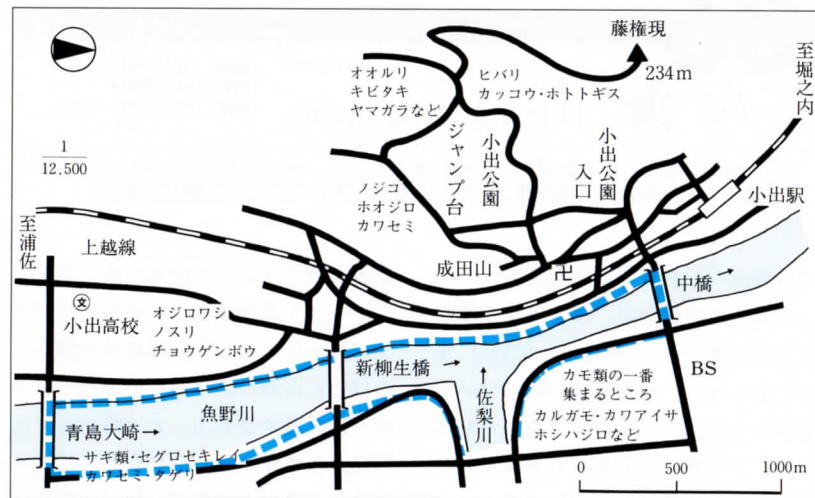 藤権現
234m
至堀之内
オオルリ
キビタキ
ヤマガラなど
ヒバリ
カッコウ・ホトトギス
1
12,500
ジャンプ台
小出公園
小出公園
入口
ノジコ
ホオジロ
カワセミ
小出駅
至浦佐
上越線
成田山
卍
中橋→
文
小出高校
オジロワシ
ノスリ
チョウゲンボウ
新柳生橋→
BS
魚野川
→佐梨川
カモ類の一番
集まるところ
カルガモ・カワアイサ
ホシハジロなど
青島大崎→
サギ類・セグロセキレイ
カワセミ・タゲリ
0 500 1000m